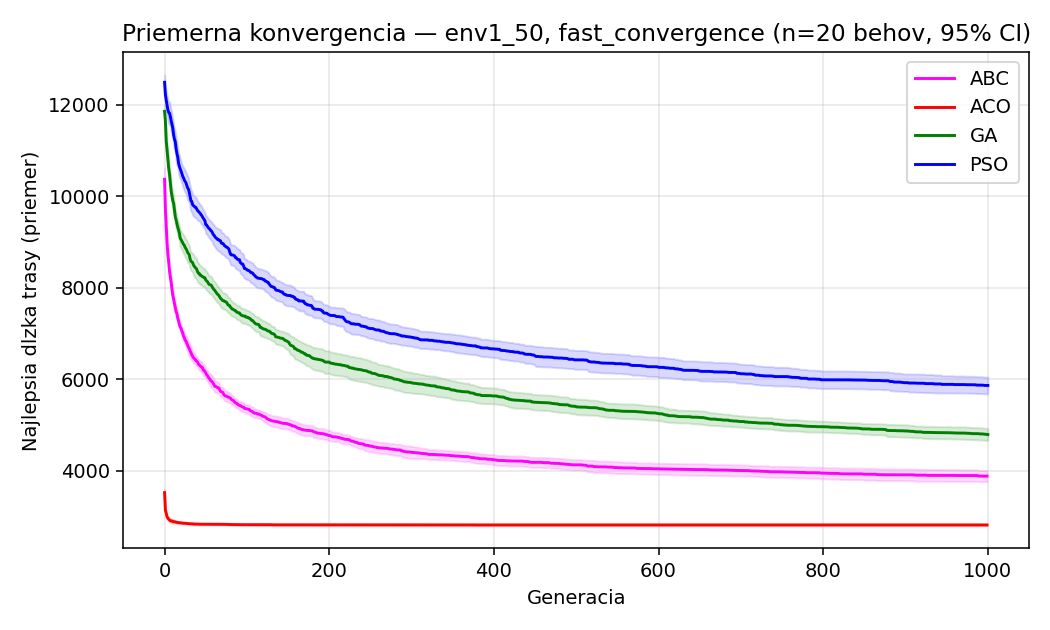 Priemerna konvergencia — env1_50, fast_convergence (n=20 behov, 95% CI)
ABC
ACO
GA
PSO
Najlepsia dlzka trasy (priemer)
12000
10000
8000
6000
4000
0
200
400
600
800
1000
Generacia